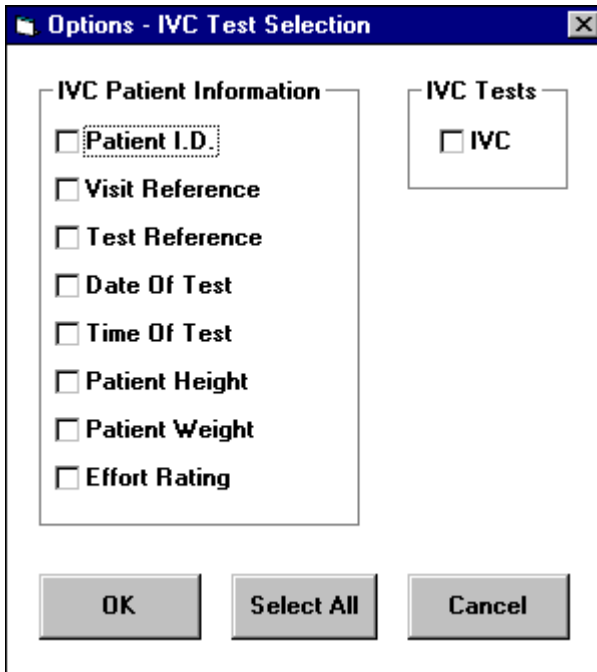 Options - IVC Test Selection
IVC Patient Information
Patient I.D.
Visit Reference
Test Reference
Date Of Test
Time Of Test
Patient Height
Patient Weight
Effort Rating
IVC Tests
IVC
OK
Select All
Cancel